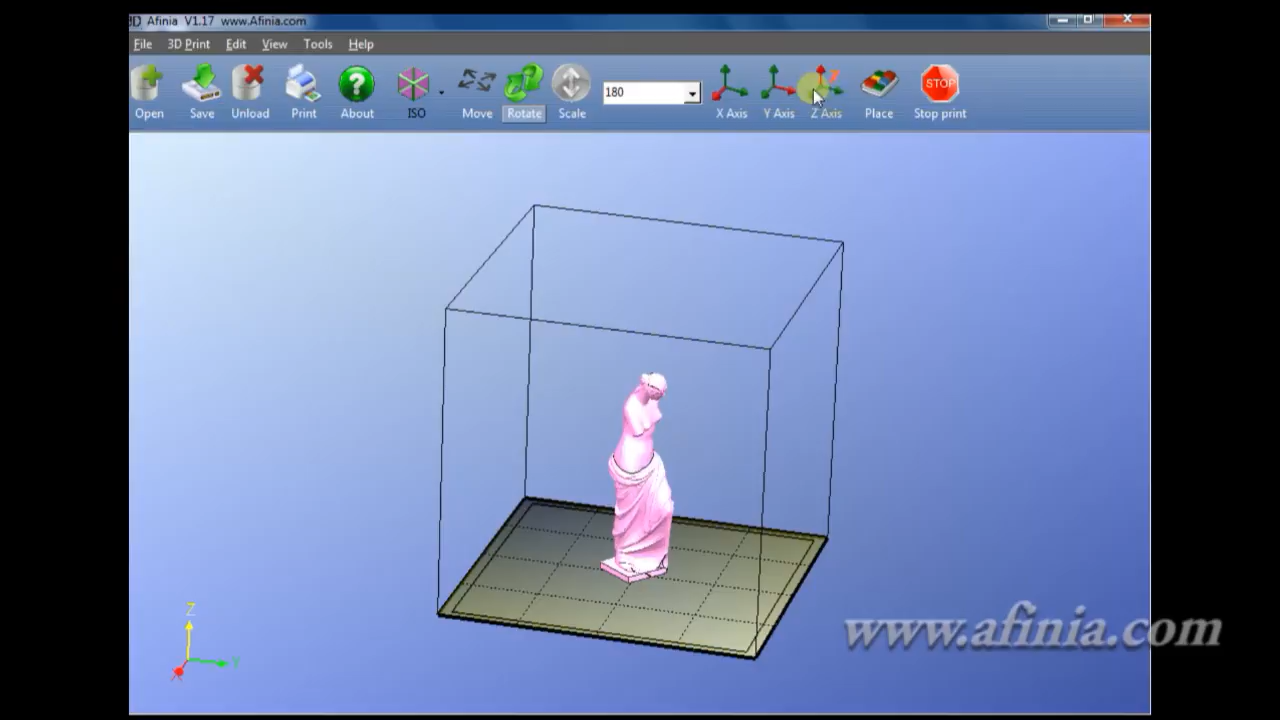 3D Afinia V1.17 www.Afinia.com
File 3D Print Edit View Tools Help
180
STOP
Open Save Unload Print About ISO Move Rotate Scale X Axis Y Axis Z Axis Place Stop print
Z
Y
X
www.afinia.com